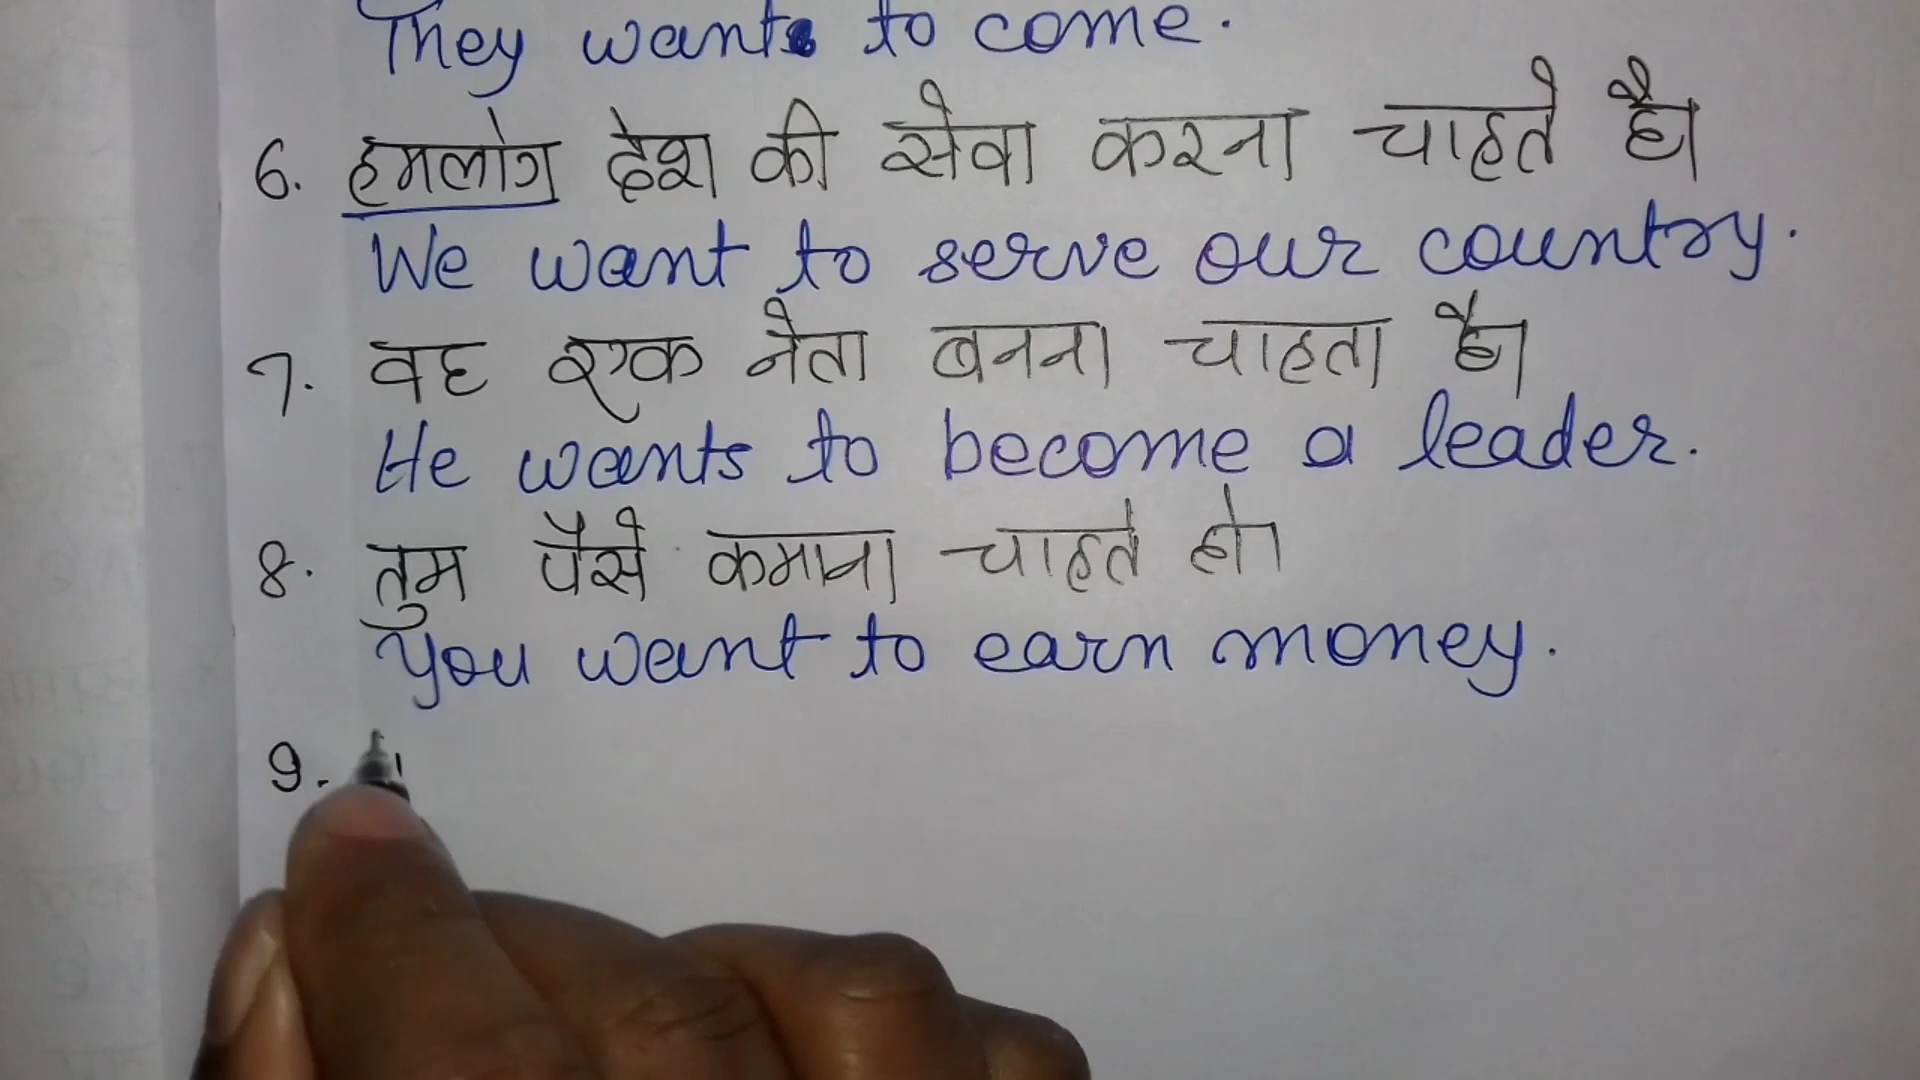 They want to come.
6. हमलोग देश की सेवा करना चाहते है।
We want to serve our country.
7. वह एक नेता बनना चाहता है।
He wants to become a leader.
8. तुम पैसे कमाना चाहते हो।
You want to earn money.
9.